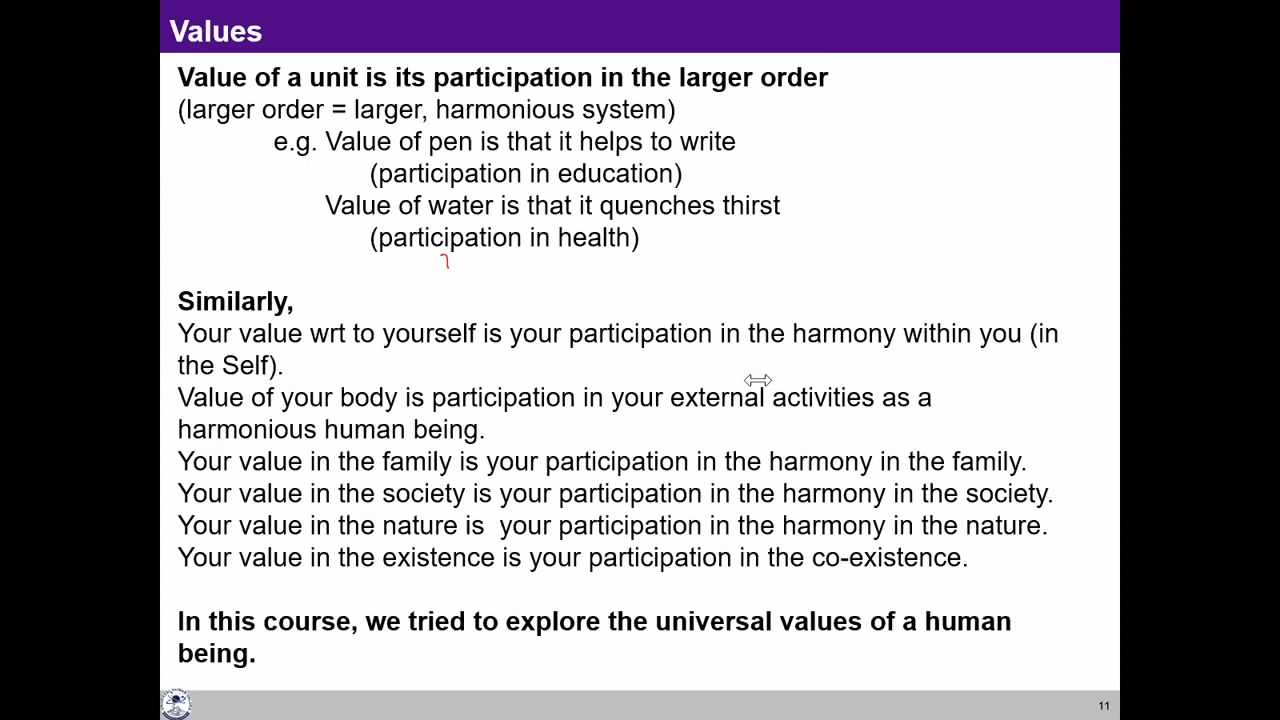 Values
Value of a unit is its participation in the larger order
(larger order = larger, harmonious system)
e.g. Value of pen is that it helps to write
(participation in education)
Value of water is that it quenches thirst
(participation in health)
Similarly,
Your value wrt to yourself is your participation in the harmony within you (in
the Self).
Value of your body is participation in your external activities as a
harmonious human being.
Your value in the family is your participation in the harmony in the family.
Your value in the society is your participation in the harmony in the society.
Your value in the nature is  your participation in the harmony in the nature.
Your value in the existence is your participation in the co-existence.
In this course, we tried to explore the universal values of a human
being.
11